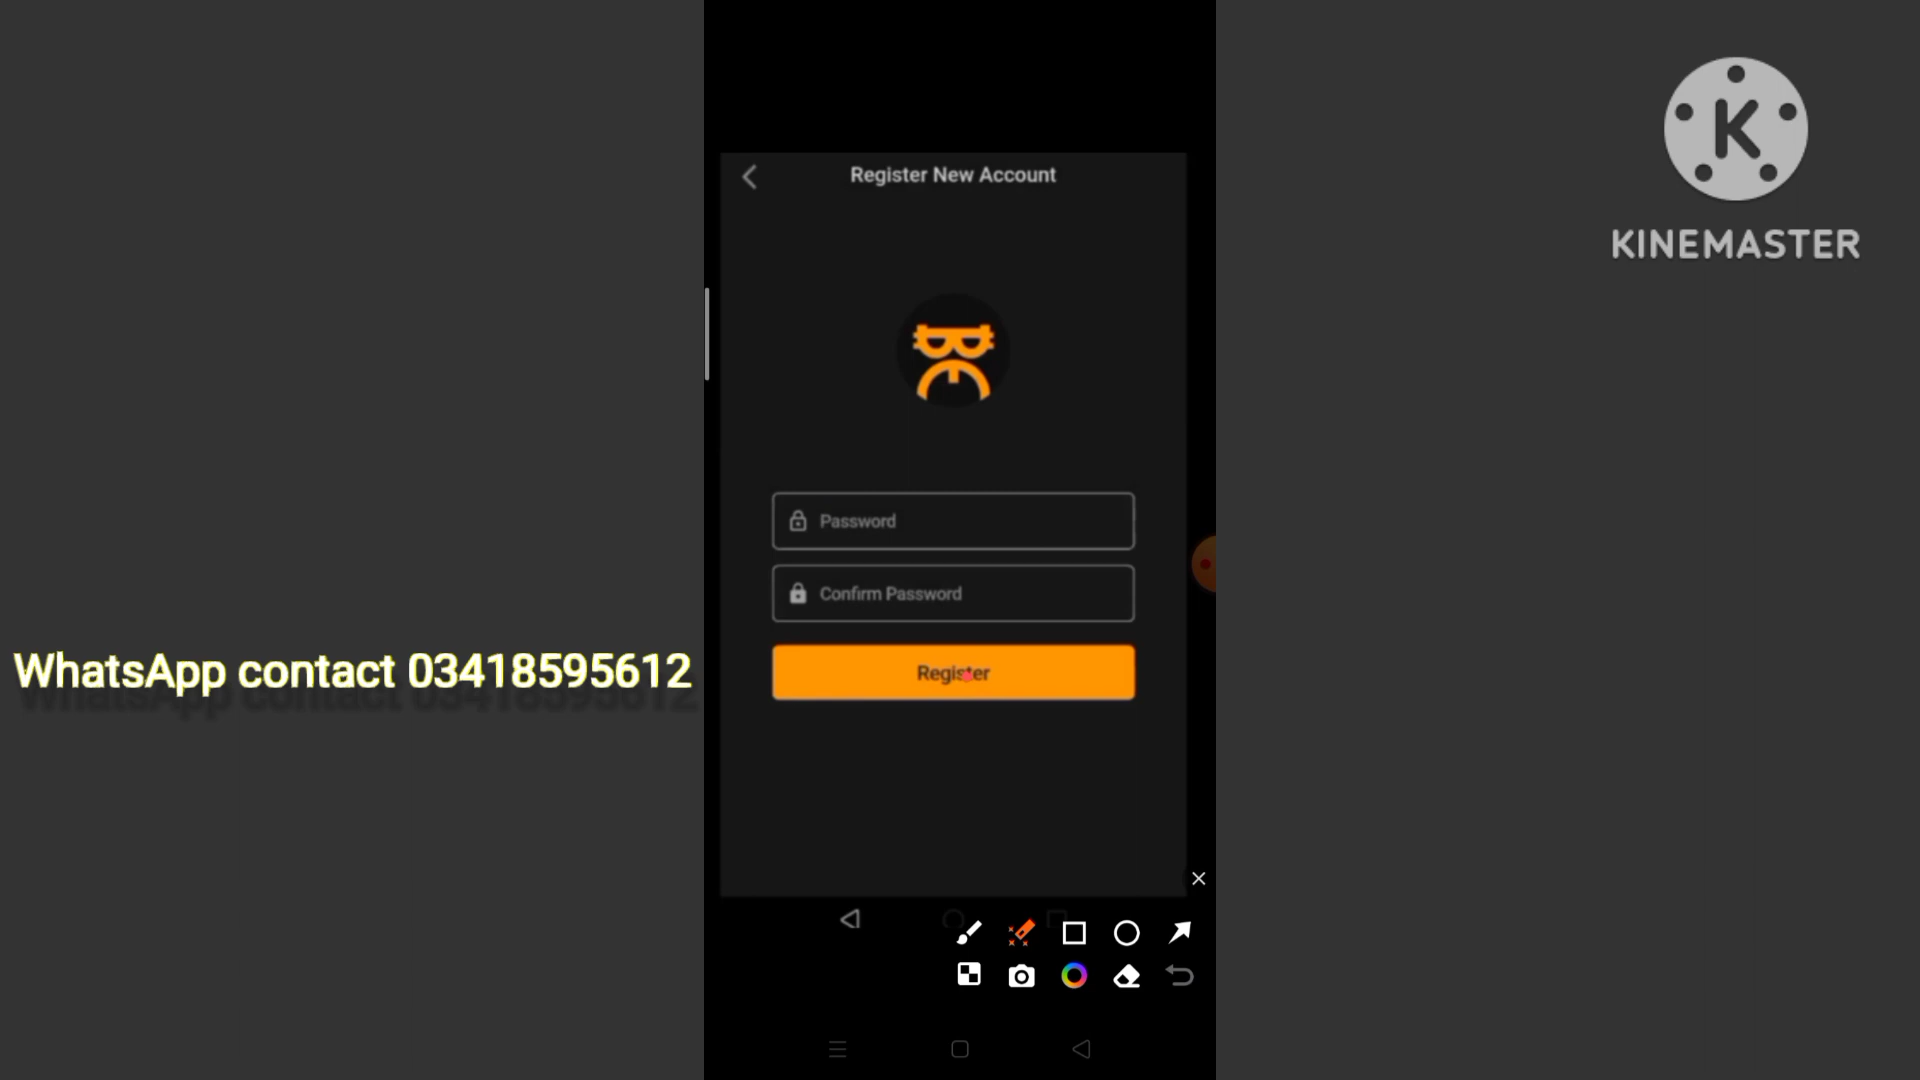 Register New Account
K
KINEMASTER
Password
Confirm Password
Register
WhatsApp contact 03418595612